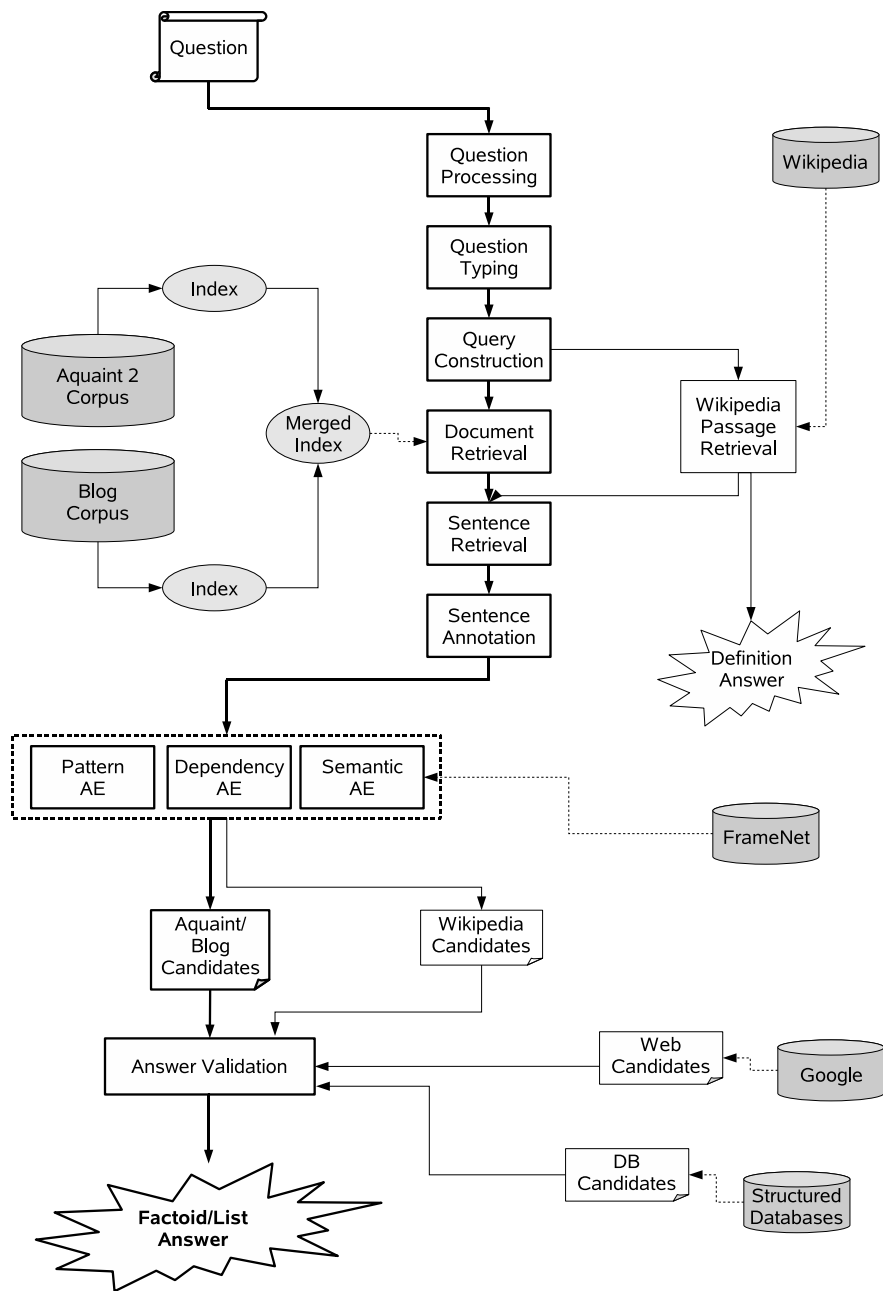 Question
Question
Processing
Wikipedia
Question
Typing
Index
Query
Construction
Aquaint 2
Corpus
Wikipedia
Passage
Retrieval
Merged
Index
Document
Retrieval
Blog
Corpus
Sentence
Retrieval
Index
Sentence
Annotation
Definition
Answer
Pattern
AE
Dependency
AE
Semantic
AE
FrameNet
Aquaint/
Blog
Candidates
Wikipedia
Candidates
Answer Validation
Web
Candidates
Google
DB
Candidates
Structured
Databases
Factoid/List
Answer